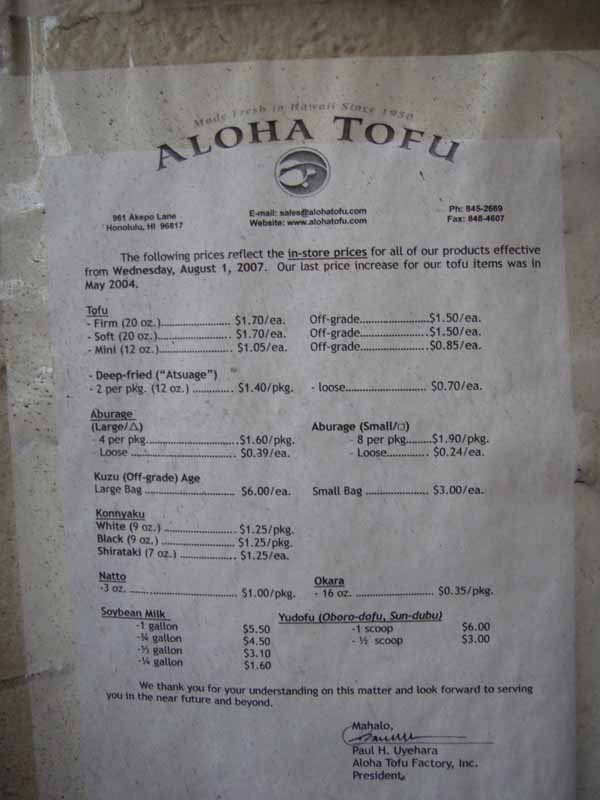 Made Fresh in Hawaii Since 1950
ALOHA TOFU
961 Akepo Lane
Honolulu, HI 96817
E-mail: sales@alohatofu.com
Website: www.alohatofu.com
Ph: 845-2669
Fax: 848-4607
The following prices reflect the in-store prices for all of our products effective
from Wednesday, August 1, 2007. Our last price increase for our tofu items was in
May 2004.
Tofu
- Firm (20 oz.)........................ $1.70/ea. Off-grade........................$1.50/ea.
- Soft (20 oz.)........................ $1.70/ea. Off-grade........................$1.50/ea.
- Mini (12 oz.)........................ $1.05/ea. Off-grade........................$0.85/ea.
- Deep-fried ("Atsuage")
- 2 per pkg. (12 oz.) ............. $1.40/pkg. - loose........................... $0.70/ea.
Aburage
(Large/△) Aburage (Small/□)
- 4 per pkg..............................$1.60/pkg. - 8 per pkg.........$1.90/pkg.
- Loose .................................. $0.39/ea. - Loose.............. $0.24/ea.
Kuzu (Off-grade) Age
Large Bag ............................. $6.00/ea. Small Bag .................... $3.00/ea.
Konnyaku
White (9 oz.) ........................ $1.25/pkg.
Black (9 oz.) ......................... $1.25/pkg.
Shirataki (7 oz.) .................. $1.25/ea.
Natto Okara
-3 oz. .................................. $1.00/pkg. - 16 oz. .......................... $0.35/pkg.
Soybean Milk Yudofu (Oboro-dofu, Sun-dubu)
-1 gallon $5.50 -1 scoop $6.00
-¾ gallon $4.50 - ½ scoop $3.00
-½ gallon $3.10
-¼ gallon $1.60
We thank you for your understanding on this matter and look forward to serving
you in the near future and beyond.
Mahalo,
Paul H. Uyehara
Aloha Tofu Factory, Inc.
President